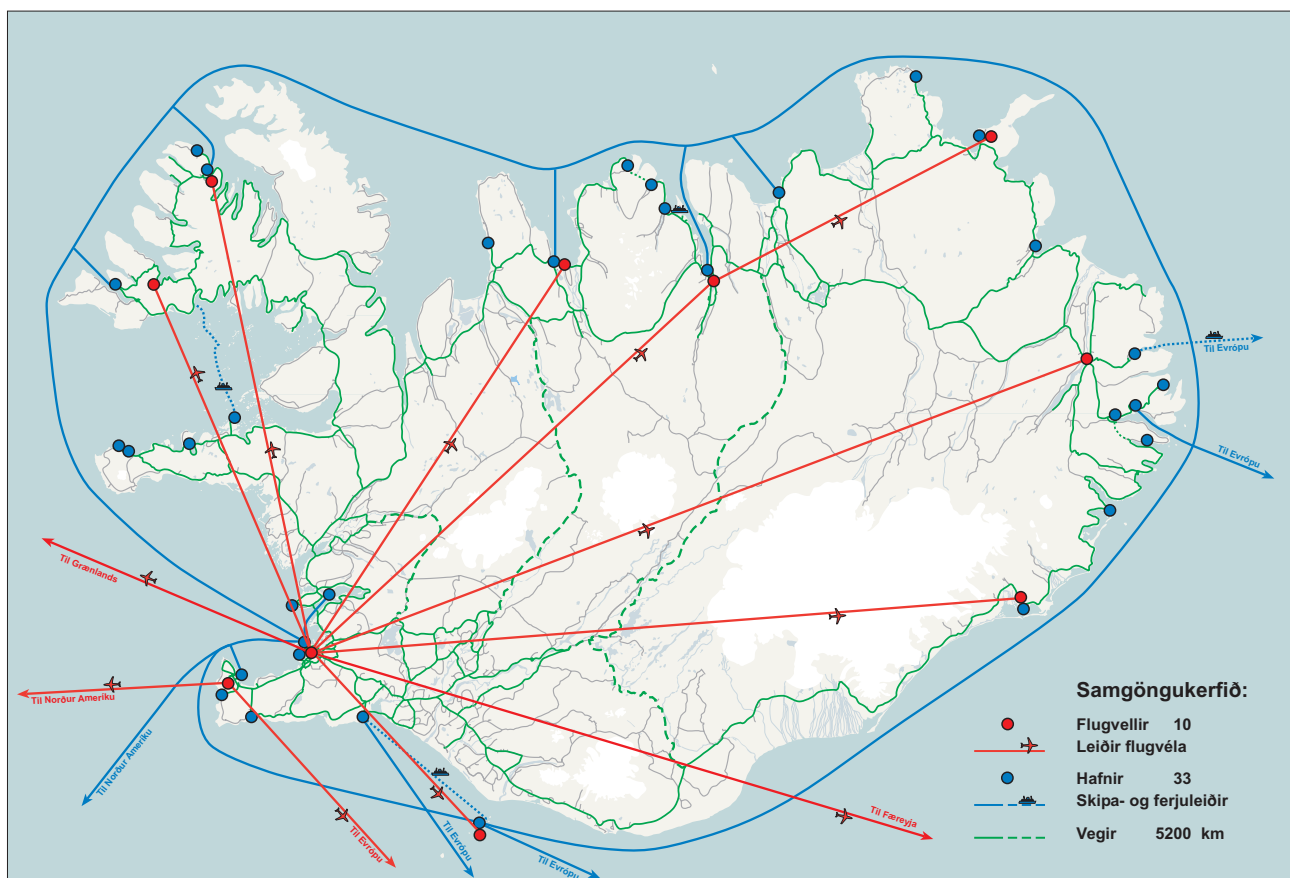 Til Evrópu
Til Evrópu
Til Grænlands
Til Norður Ameríku
Til Norður Ameríku
Til Evrópu
Til Evrópu
Til Evrópu
Til Færeyja
Samgöngukerfið:
Flugvellir 10
Leiðir flugvéla
Hafnir 33
Skipa- og ferjuleiðir
Vegir 5200 km